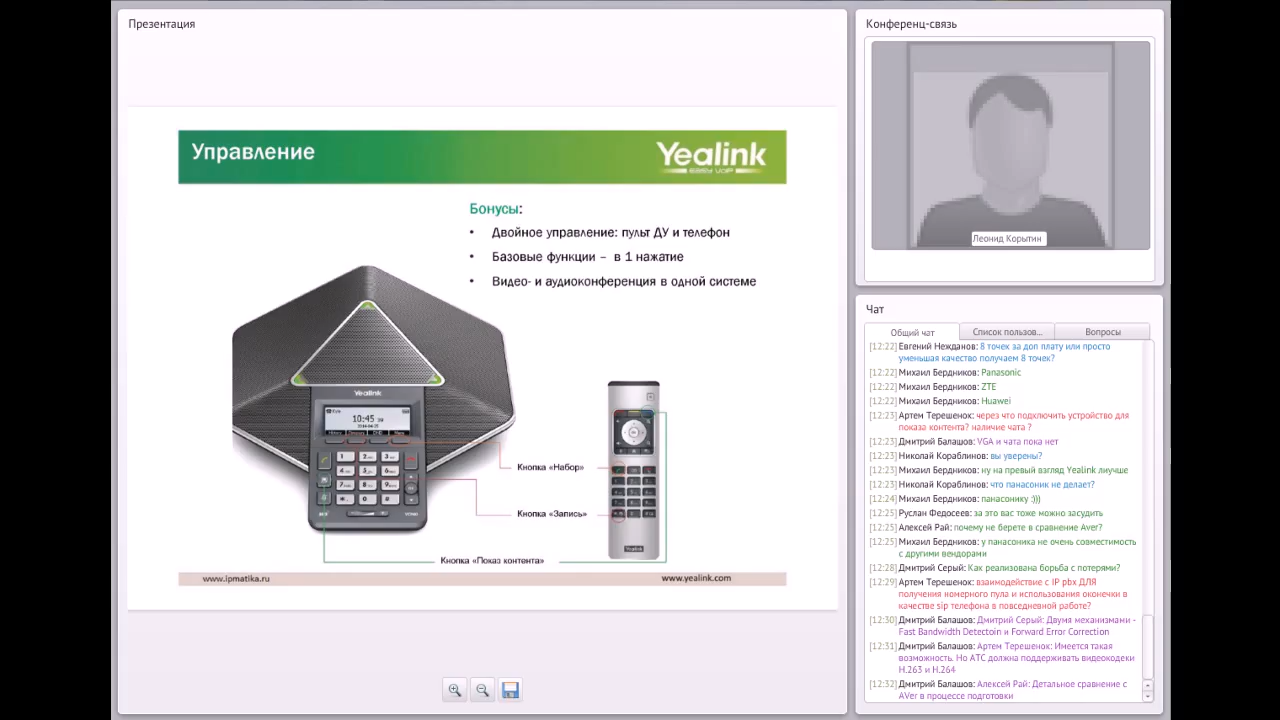 Презентация
Управление
Yealink
EASY VOIP
Бонусы:
• Двойное управление: пульт ДУ и телефон
• Базовые функции – в 1 нажатие
• Видео- и аудиоконференция в одной системе
Yealink
10:45
Кнопка «Набор»
Кнопка «Запись»
Кнопка «Показ контента»
Yealink
www.ipmatika.ru
www.yealink.com
Конференц-связь
Леонид Корытин
Чат
Общий чат
Список пользов...
Вопросы
[12:22] Евгений Нежданов: 8 точек за доп плату или просто
уменьшая качество получаем 8 точек?
[12:22] Михаил Бердников: Panasonic
[12:22] Михаил Бердников: ZTE
[12:22] Михаил Бердников: Huawei
[12:23] Артем Терешенок: через что подключить устройство для
показа контента? наличие чата ?
[12:23] Дмитрий Балашов: VGA и чата пока нет
[12:23] Николай Кораблинов: вы уверены?
[12:23] Михаил Бердников: ну на превый взгляд Yealink лиучше
[12:23] Николай Кораблинов: что панасоник не делает?
[12:24] Михаил Бердников: панасонику :)))
[12:25] Руслан Федосеев: за это вас тоже можно засудить
[12:25] Алексей Рай: почему не берете в сравнение Aver?
[12:25] Михаил Бердников: у панасоника не очень совместимость
с другими вендорами
[12:28] Дмитрий Серый: Как реализована борьба с потерями?
[12:29] Артем Терешенок: взаимодействие с IP pbx ДЛЯ
получения номерного пула и использования оконечки в
качестве sip телефона в повседневной работе?
[12:30] Дмитрий Балашов: Дмитрий Серый: Двумя механизмами -
Fast Bandwidth Detectoin и Forward Error Correction
[12:31] Дмитрий Балашов: Артем Терешенок: Имеется такая
возможность. Но АТС должна поддерживать видеокодеки
H.263 и H.264
[12:32] Дмитрий Балашов: Алексей Рай: Детальное сравнение с
AVer в процессе подготовки